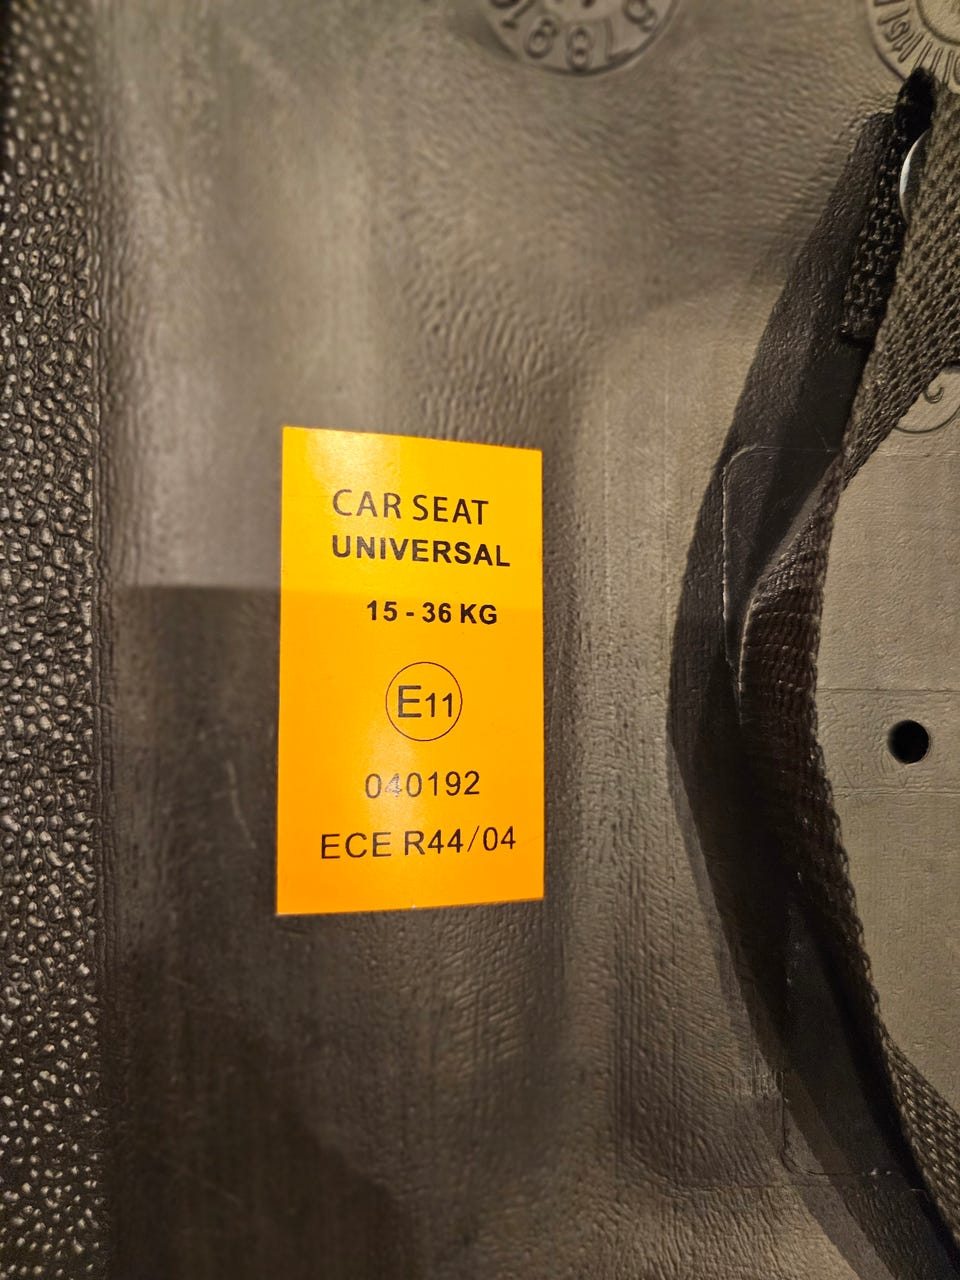 CAR SEAT
UNIVERSAL
15 - 36 KG
E11
040192
ECE R44/04